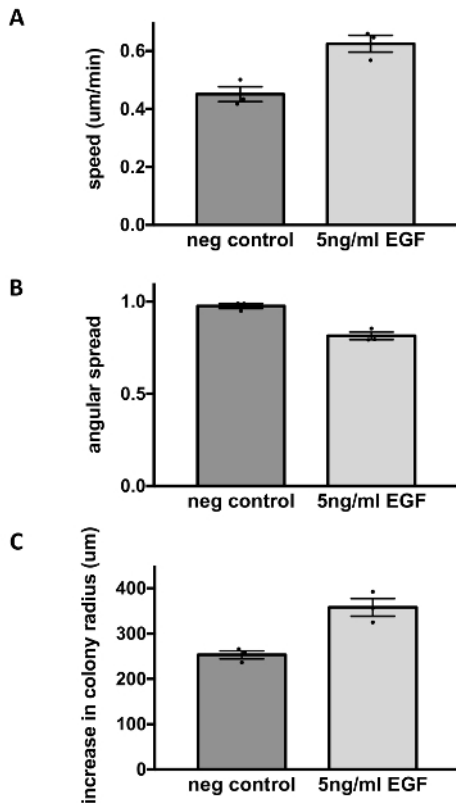 A
speed (um/min)
0.6
0.4
0.2
0.0
neg control 5ng/ml EGF
B
angular spread
1.0
0.5
0.0
neg control 5ng/ml EGF
C
increase in colony radius (um)
400
300
200
100
0
neg control 5ng/ml EGF